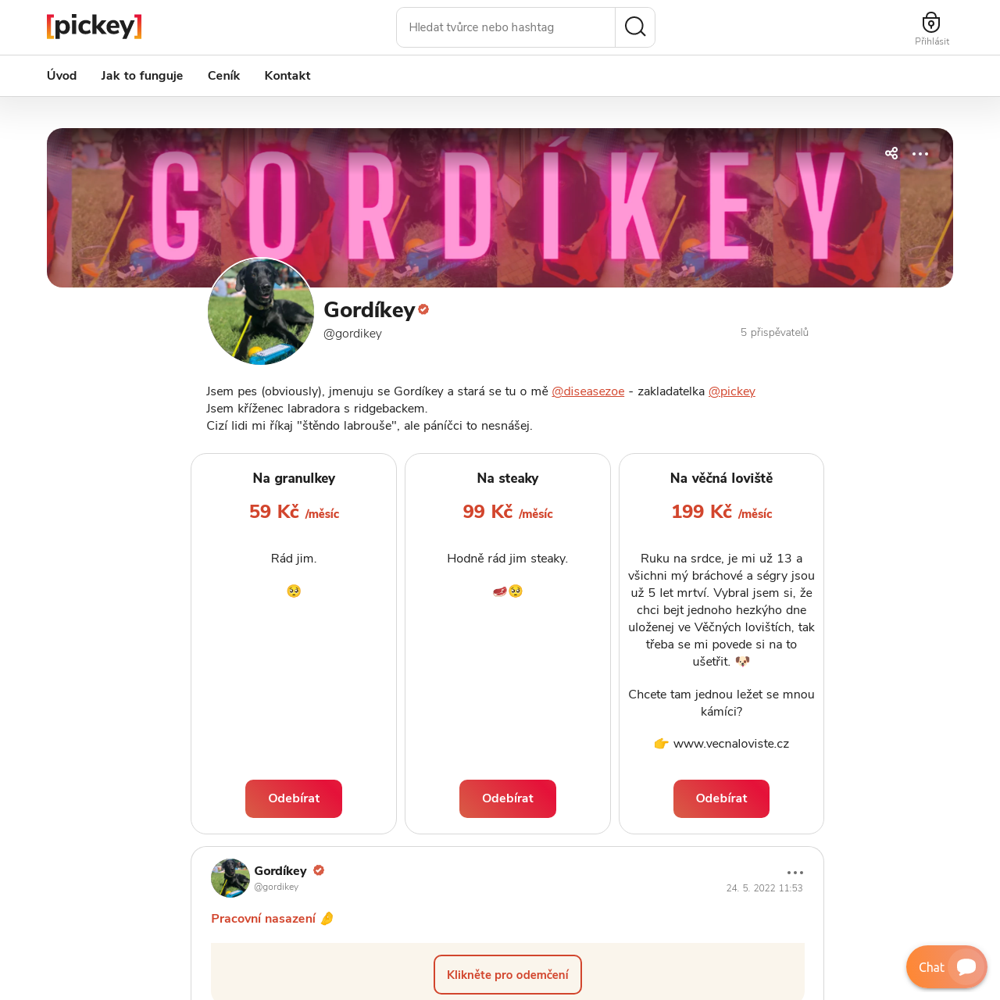 [pickey]
Hledat tvůrce nebo hashtag
Přihlásit
Úvod
Jak to funguje
Ceník
Kontakt
GORDÍKEY
Gordíkey
@gordikey
5 přispěvatelů
Jsem pes (obviously), jmenuju se Gordíkey a stará se tu o mě @diseasezoe - zakladatelka @pickey
Jsem kříženec labradora s ridgebackem.
Cizí lidi mi říkaj "štěndo labrouše", ale páníčci to nesnášej.
Na granulkey
59 Kč /měsíc
Rád jim.
🥺
Odebírat
Na steaky
99 Kč /měsíc
Hodně rád jim steaky.
🥩🥺
Odebírat
Na věčná loviště
199 Kč /měsíc
Ruku na srdce, je mi už 13 a
všichni mý bráchové a ségry jsou
už 5 let mrtví. Vybral jsem si, že
chci bejt jednoho hezkýho dne
uloženej ve Věčných lovištích, tak
třeba se mi povede si na to
ušetřit. 🐶
Chcete tam jednou ležet se mnou
kámíci?
👉 www.vecnaloviste.cz
Odebírat
Gordíkey
@gordikey
24. 5. 2022 11:53
Pracovní nasazení 🤌
Klikněte pro odemčení
Chat